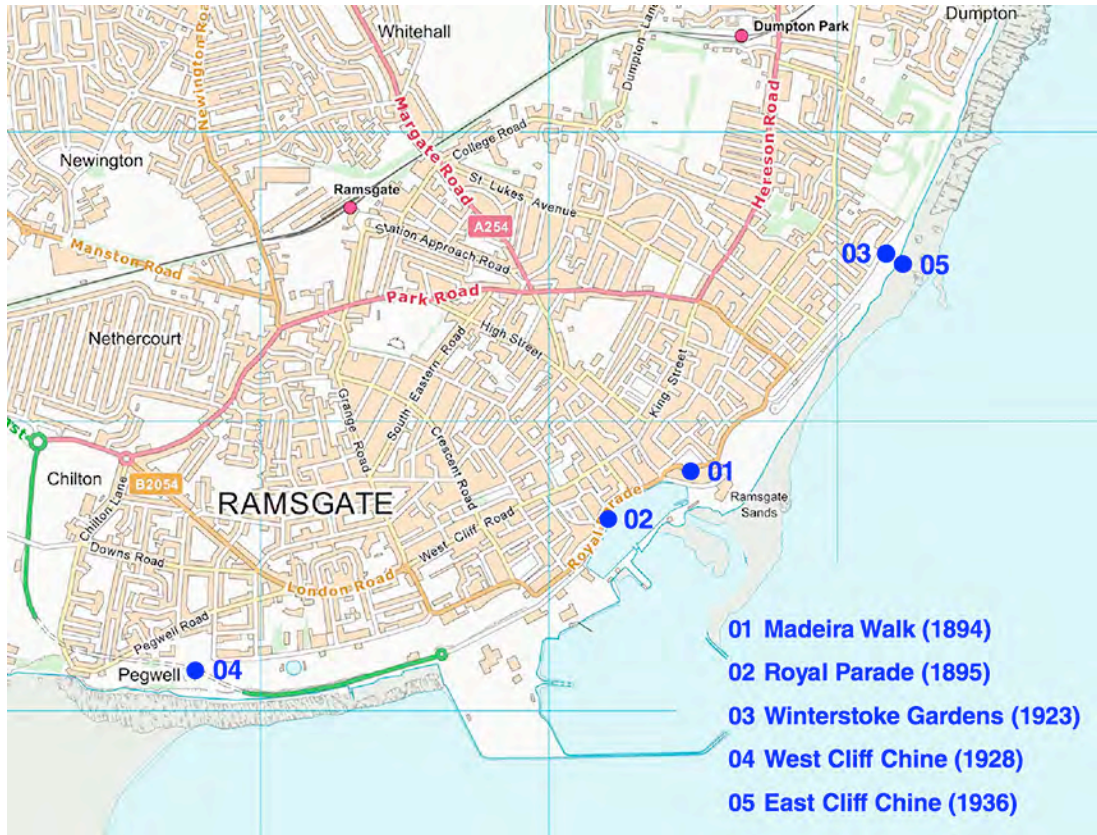 Dumpton
Whitehall
Dumpton Park
Newington Road
Dumpton Lane
Margate Road
College Road
Hereson Road
Newington
Ramsgate
St. Lukes Avenue
A254
Station Approach Road
Manston Road
03
05
Park Road
Nethercourt
High Street
South Eastern Road
King Street
Grange Road
Crescent Road
Chilton
B2054
Chilton Lane
RAMSGATE
01
Ramsgate
Sands
02
West Cliff Road
Royal Parade
Downs Road
London Road
Pegwell Road
Pegwell
04
01 Madeira Walk (1894)
02 Royal Parade (1895)
03 Winterstoke Gardens (1923)
04 West Cliff Chine (1928)
05 East Cliff Chine (1936)